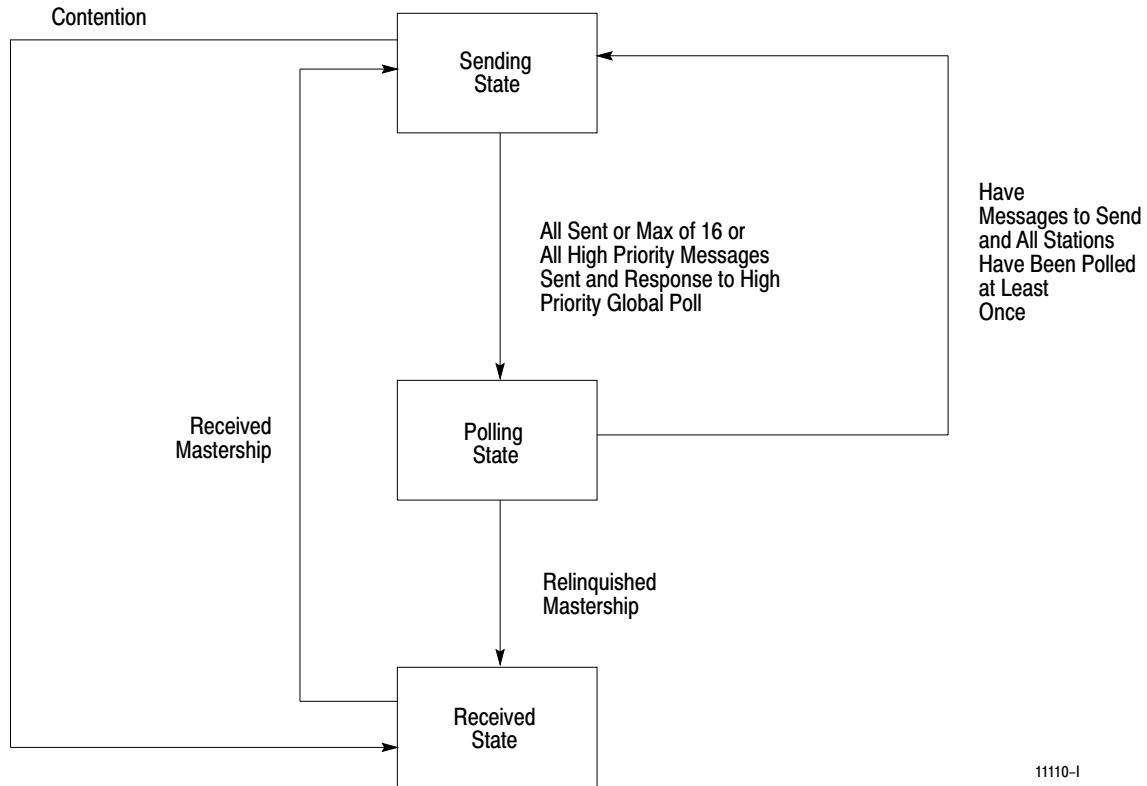 Contention
Sending
State
All Sent or Max of 16 or
All High Priority Messages
Sent and Response to High
Priority Global Poll
Have
Messages to Send
and All Stations
Have Been Polled
at Least
Once
Received
Mastership
Polling
State
Relinquished
Mastership
Received
State
11110–I